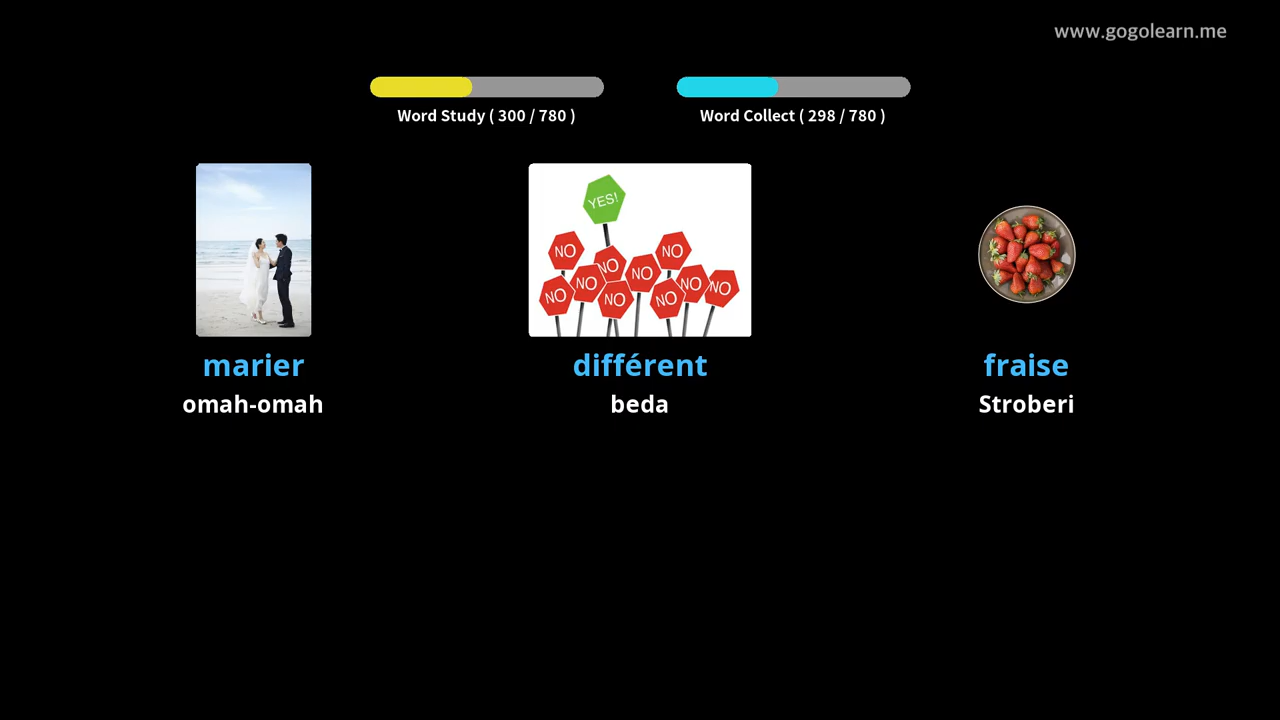 www.gogolearn.me
Word Study ( 300 / 780 )
Word Collect ( 298 / 780 )
YES!
NO
NO
NO
NO
NO
NO
NO
NO
NO
NO
marier
différent
fraise
omah-omah
beda
Stroberi